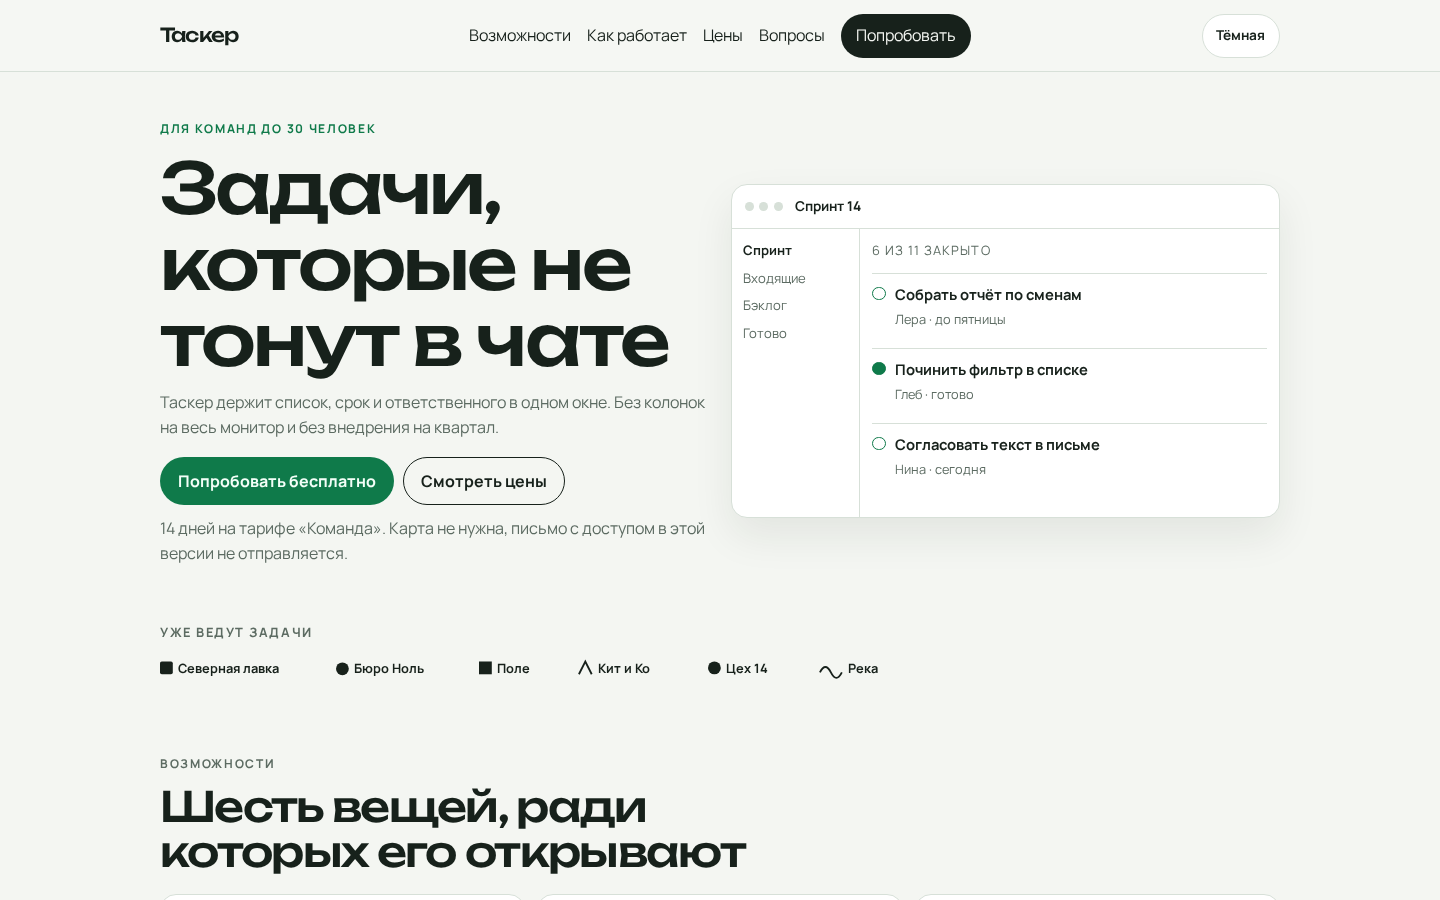 Таскер
Возможности
Как работает
Цены
Вопросы
Попробовать
Тёмная
ДЛЯ КОМАНД ДО 30 ЧЕЛОВЕК
Задачи,
которые не
тонут в чате
Таскер держит список, срок и ответственного в одном окне. Без колонок
на весь монитор и без внедрения на квартал.
Попробовать бесплатно
Смотреть цены
14 дней на тарифе «Команда». Карта не нужна, письмо с доступом в этой
версии не отправляется.
Спринт 14
Спринт
Входящие
Бэклог
Готово
6 ИЗ 11 ЗАКРЫТО
Собрать отчёт по сменам
Лера · до пятницы
Починить фильтр в списке
Глеб · готово
Согласовать текст в письме
Нина · сегодня
УЖЕ ВЕДУТ ЗАДАЧИ
Северная лавка
Бюро Ноль
Поле
Кит и Ко
Цех 14
Река
ВОЗМОЖНОСТИ
Шесть вещей, ради
которых его открывают